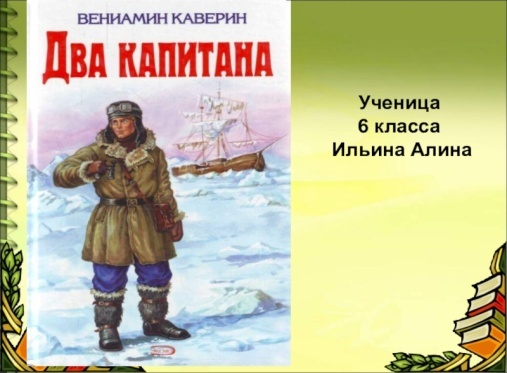 ВЕНИАМИН КАВЕРИН
ДВА КАПИТАНА
Ученица
6 класса
Ильина Алина